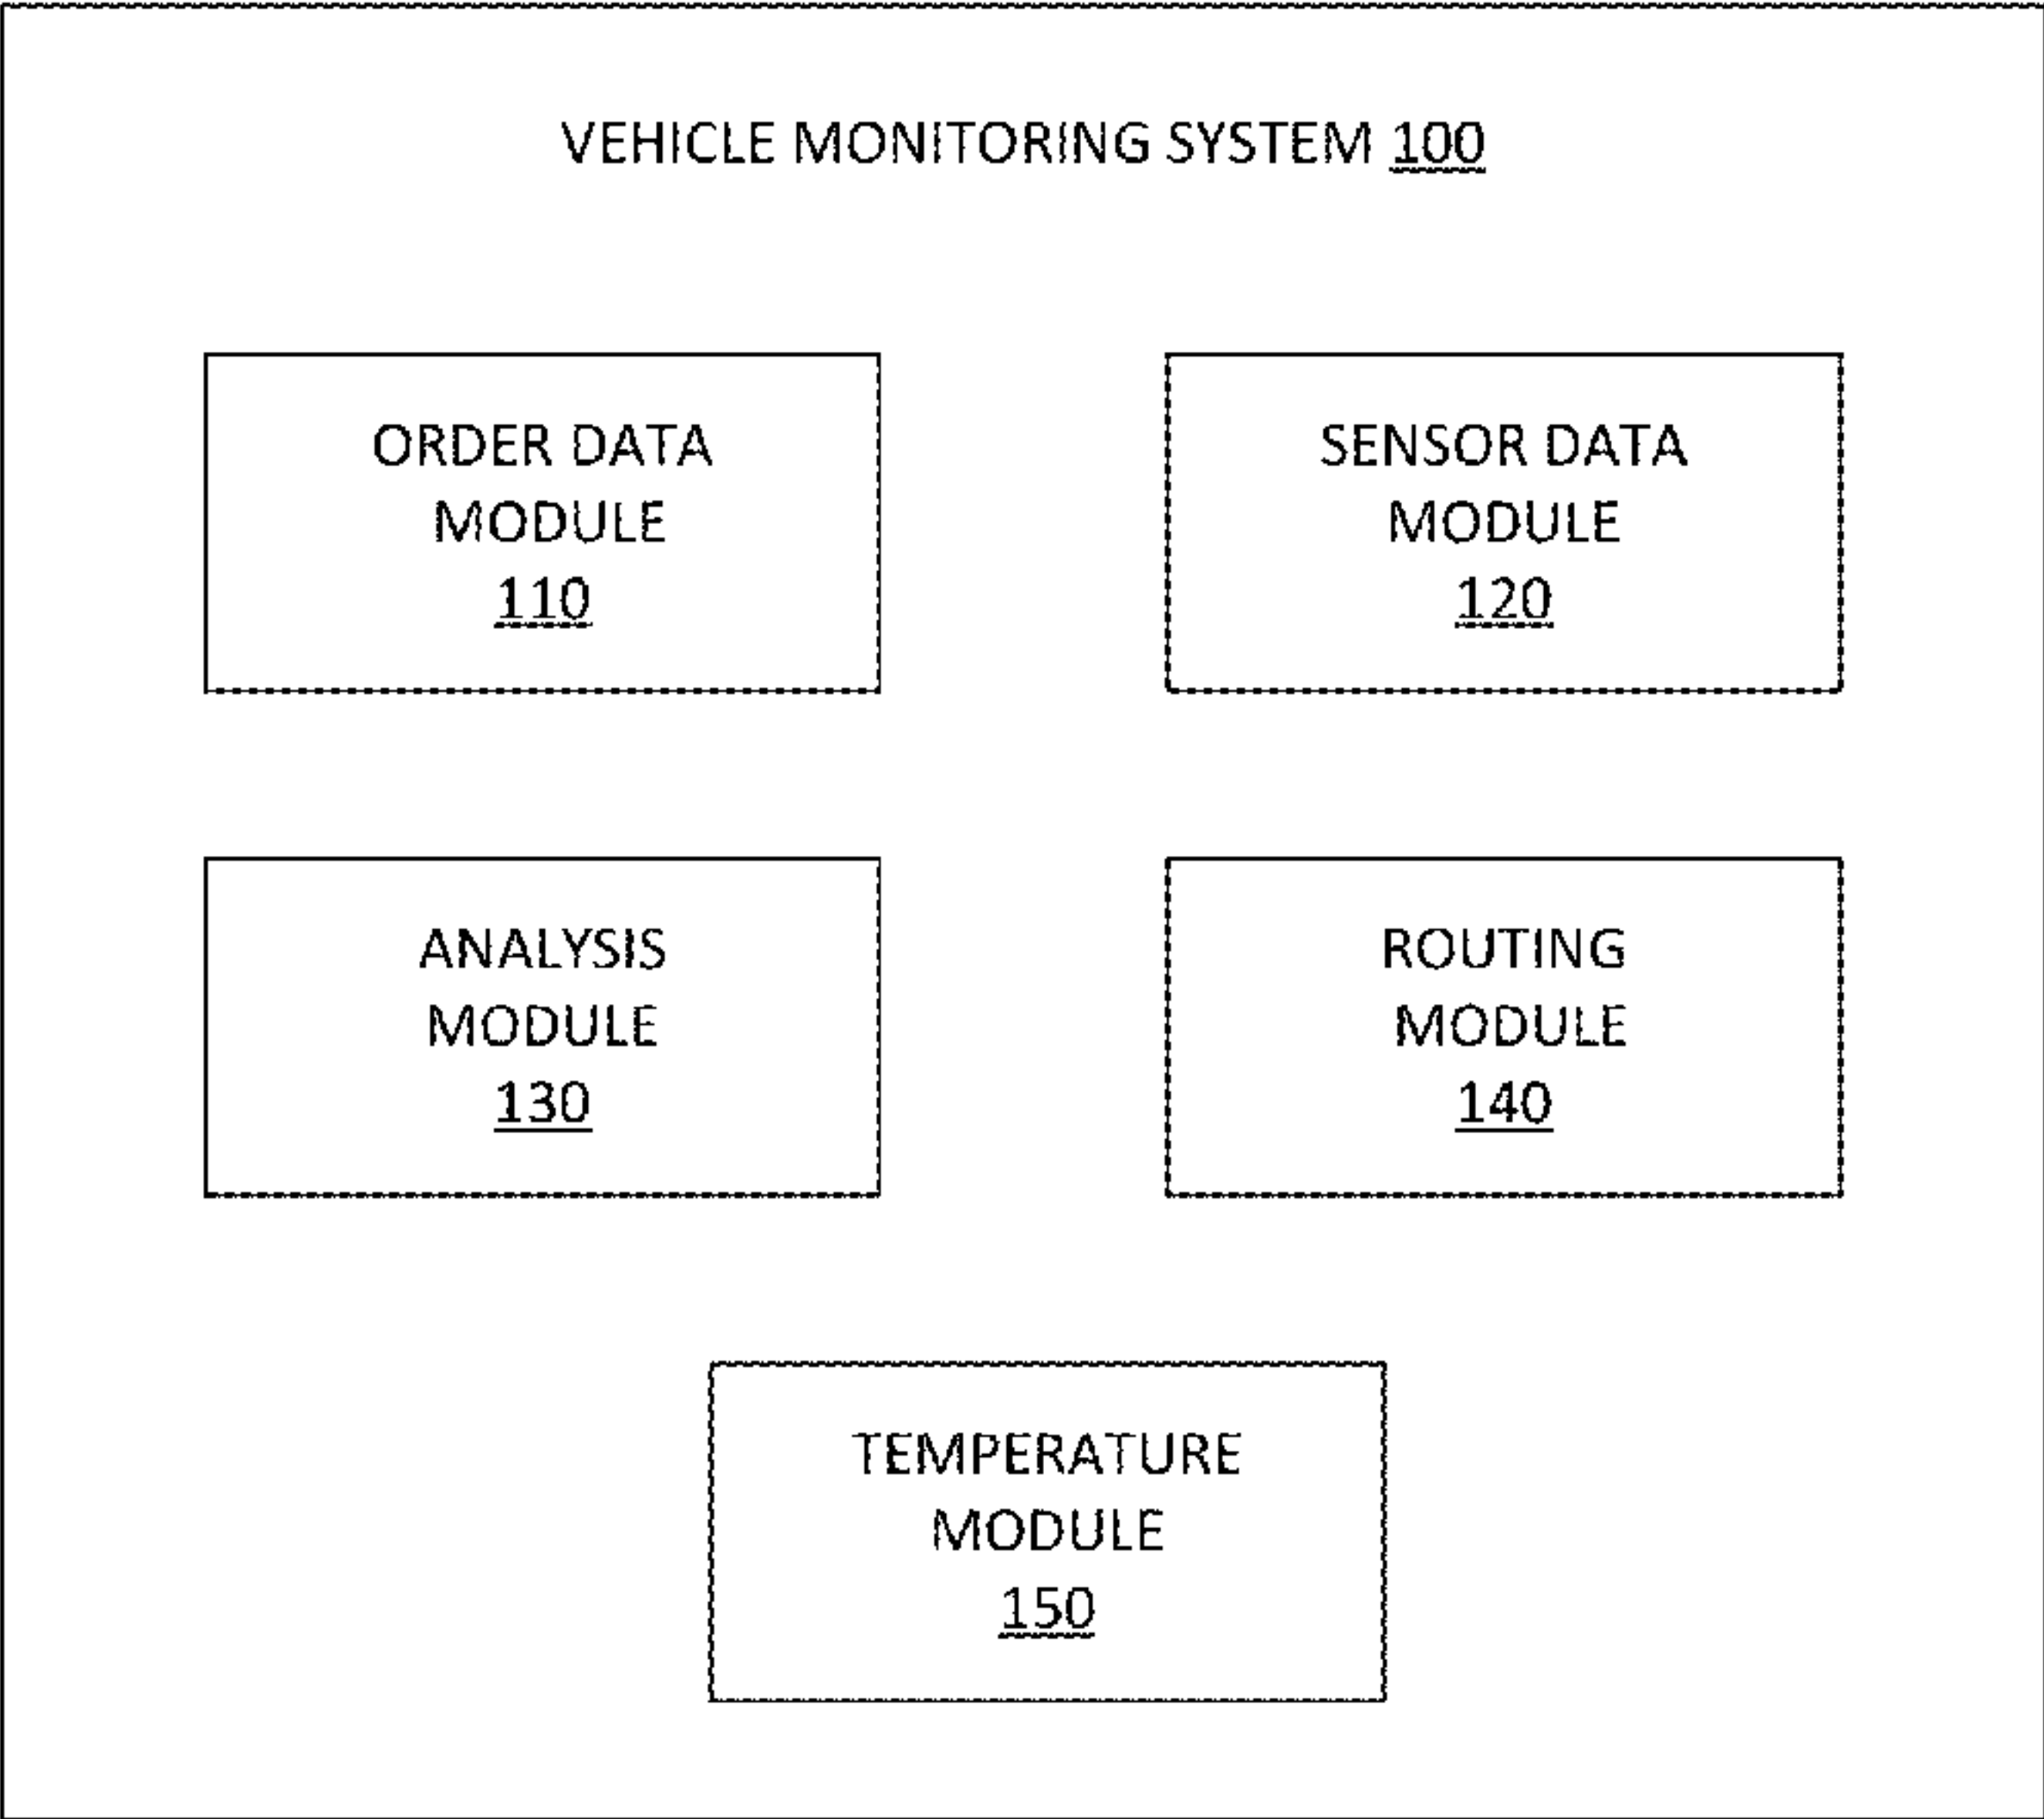 VEHICLE MONITORING SYSTEM 100
ORDER DATA
MODULE
110
SENSOR DATA
MODULE
120
ANALYSIS
MODULE
130
ROUTING
MODULE
140
TEMPERATURE
MODULE
150